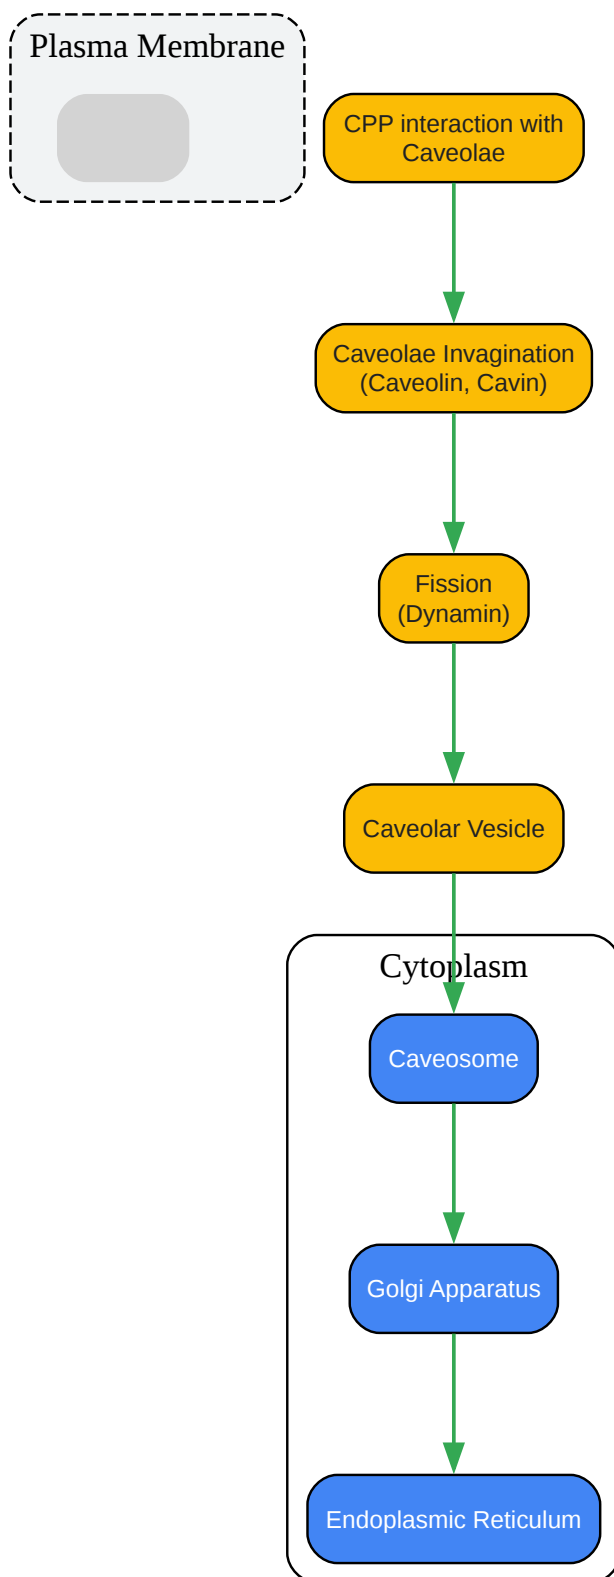 Plasma Membrane
CPP interaction with
Caveolae
Caveolae Invagination
(Caveolin, Cavin)
Fission
(Dynamin)
Caveolar Vesicle
Cytoplasm
Caveosome
Golgi Apparatus
Endoplasmic Reticulum